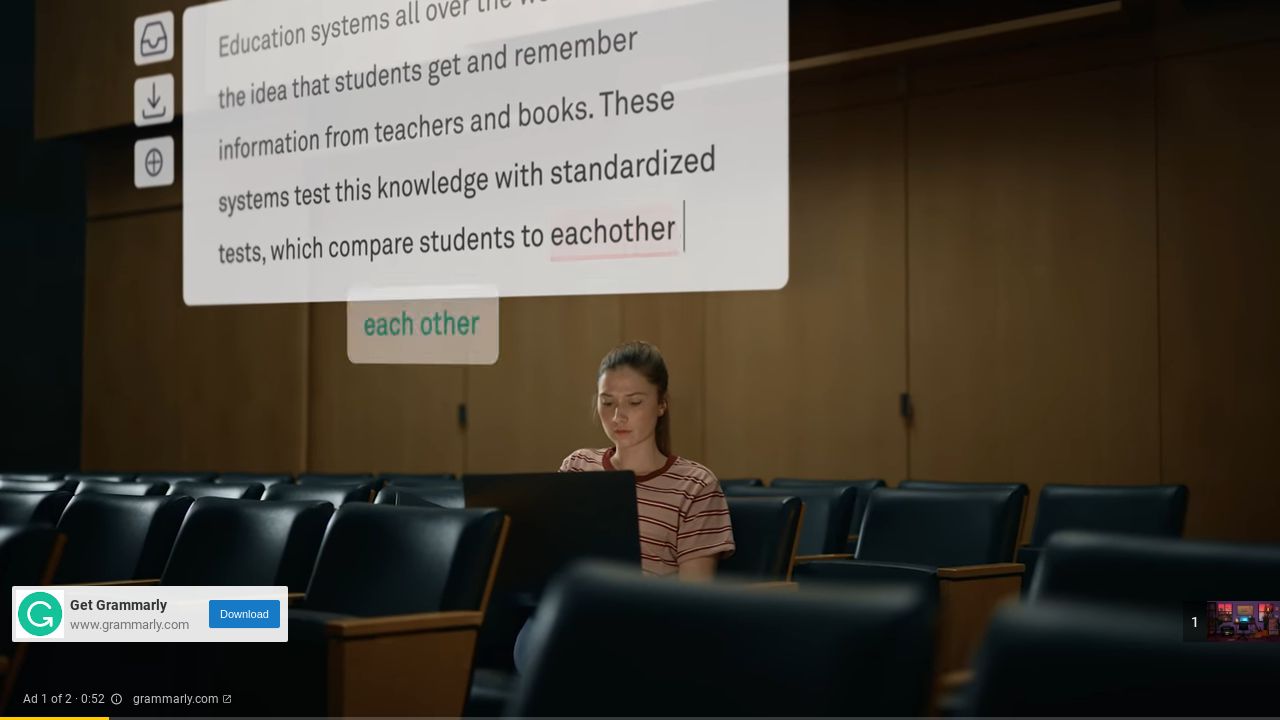 Education systems all over the
the idea that students get and remember
information from teachers and books. These
systems test this knowledge with standardized
tests, which compare students to eachother
each other
Get Grammarly
www.grammarly.com
Download
1
Ad 1 of 2 · 0:52
grammarly.com